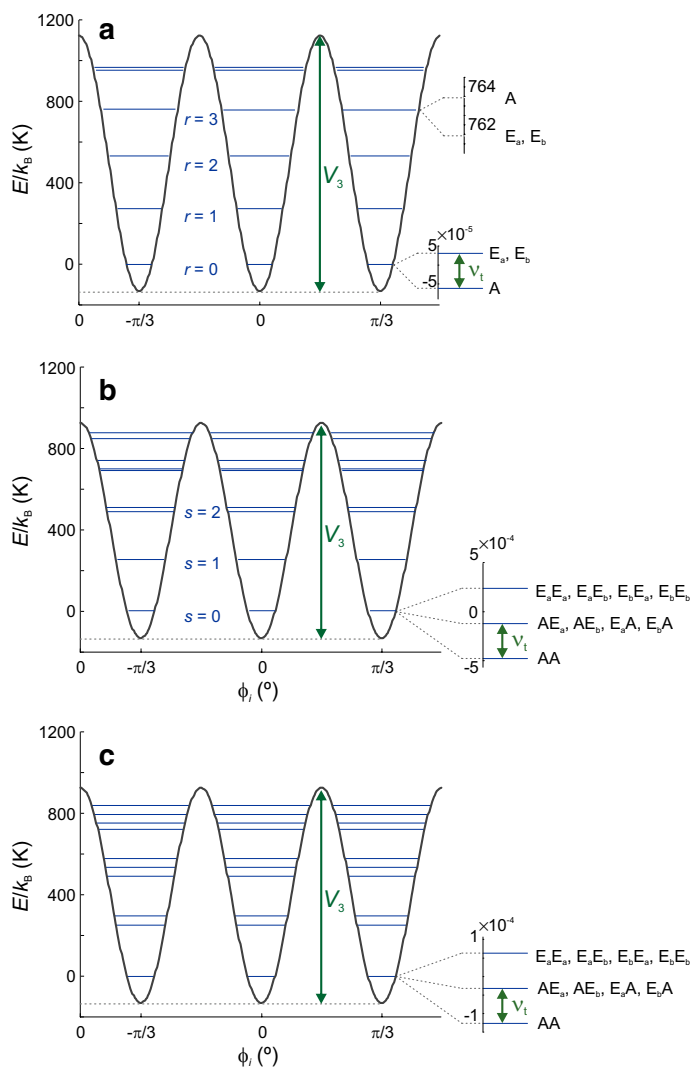 a
1200
800
400
0
E/k_B (K)
r = 3
r = 2
r = 1
r = 0
V_3
764
762
A
E_a, E_b
×10^-5
5
-5
E_a, E_b
ν_t
A
0
-π/3
0
π/3
b
1200
800
400
0
E/k_B (K)
s = 2
s = 1
s = 0
V_3
×10^-4
5
0
-5
E_aE_a, E_aE_b, E_bE_a, E_bE_b
AE_a, AE_b, E_aA, E_bA
ν_t
AA
0
-π/3
0
π/3
ϕ_i (º)
c
1200
800
400
0
E/k_B (K)
V_3
×10^-4
1
-1
E_aE_a, E_aE_b, E_bE_a, E_bE_b
AE_a, AE_b, E_aA, E_bA
ν_t
AA
0
-π/3
0
π/3
ϕ_i (º)